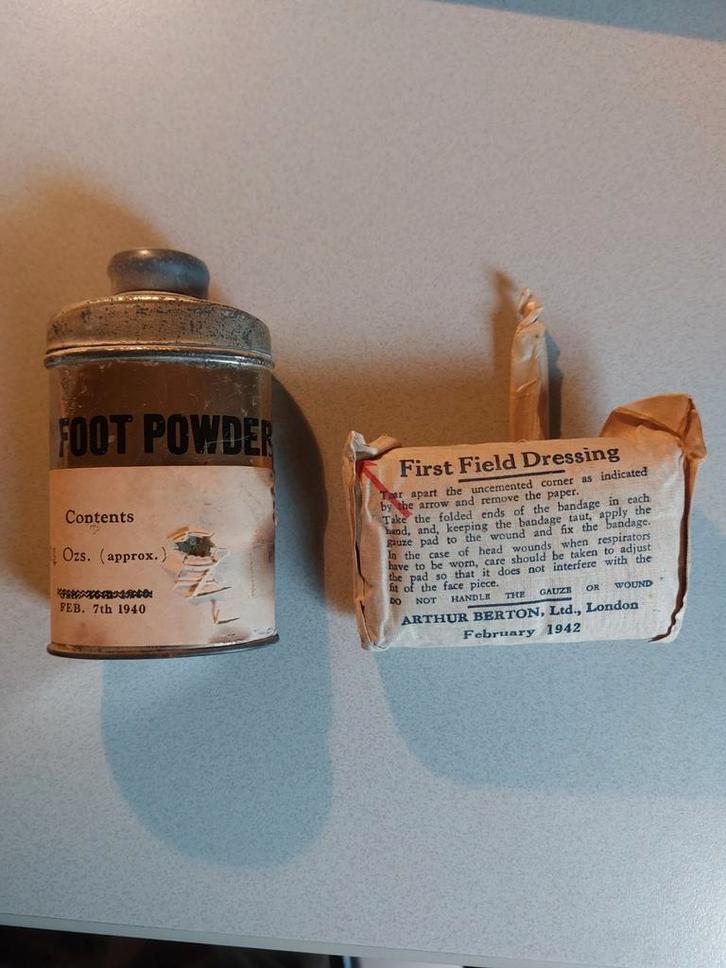 FOOT POWDER
Contents
Ozs. (approx.)
FEB. 7th 1940
First Field Dressing
Tear apart the uncemented corner as indicated
by the arrow and remove the paper.
Take the folded ends of the bandage in each
hand, and, keeping the bandage taut, apply the
gauze pad to the wound and fix the bandage.
In the case of head wounds when respirators
have to be worn, care should be taken to adjust
the pad so that it does not interfere with the
fit of the face piece.
DO NOT HANDLE THE GAUZE OR WOUND
ARTHUR BERTON, Ltd., London
February 1942